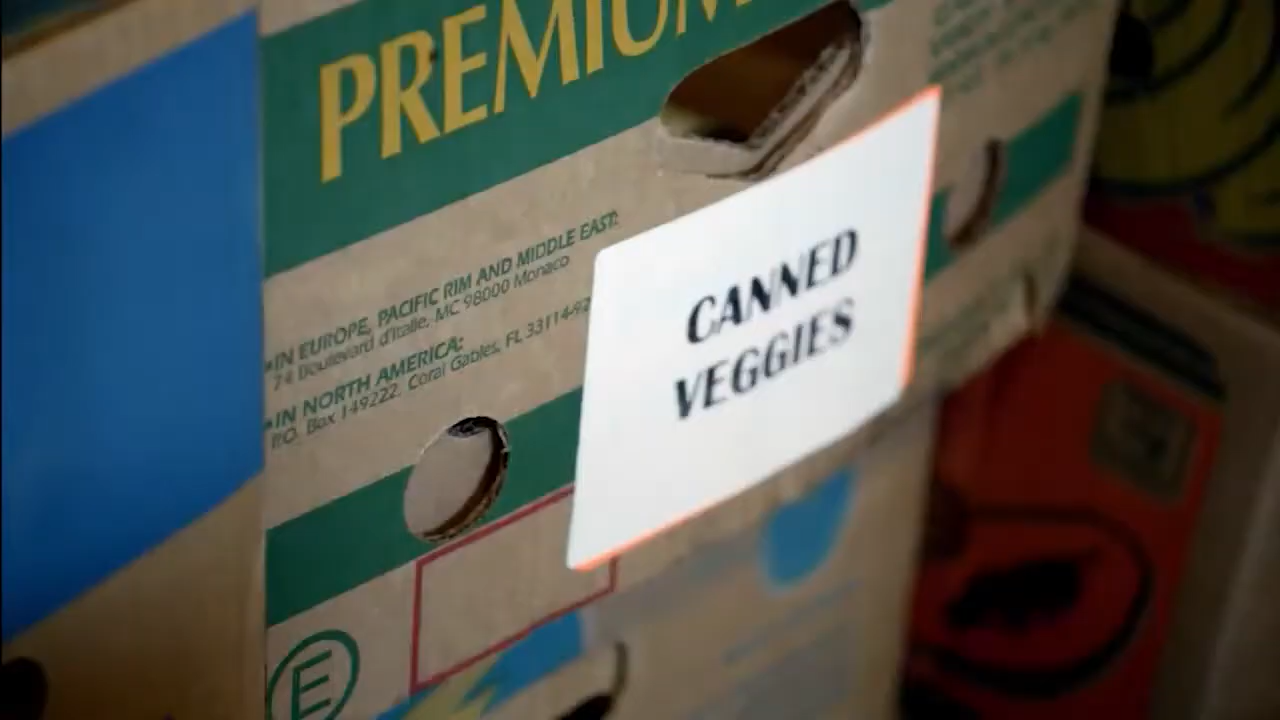 PREMIUM
IN EUROPE, PACIFIC RIM AND MIDDLE EAST:
74 Boulevard d'Italie, MC 98000 Monaco
IN NORTH AMERICA:
P.O. Box 149222, Coral Gables, FL 33114-92
CANNED
VEGGIES
E